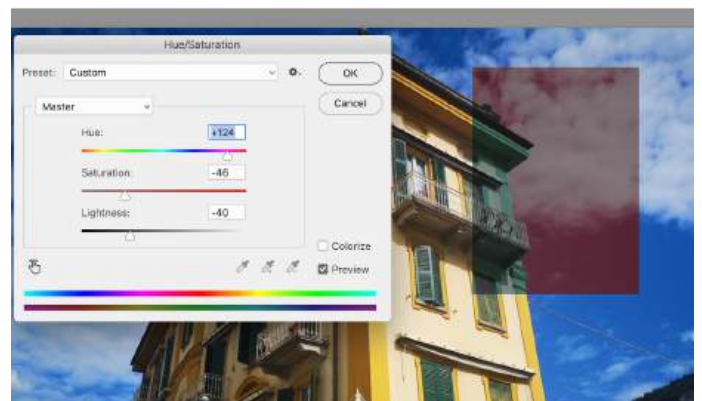 Hue/Saturation
Preset: Custom
OK
Master
Cancel
Hue: +124
Saturation: -46
Lightness: -40
Colorize
Preview